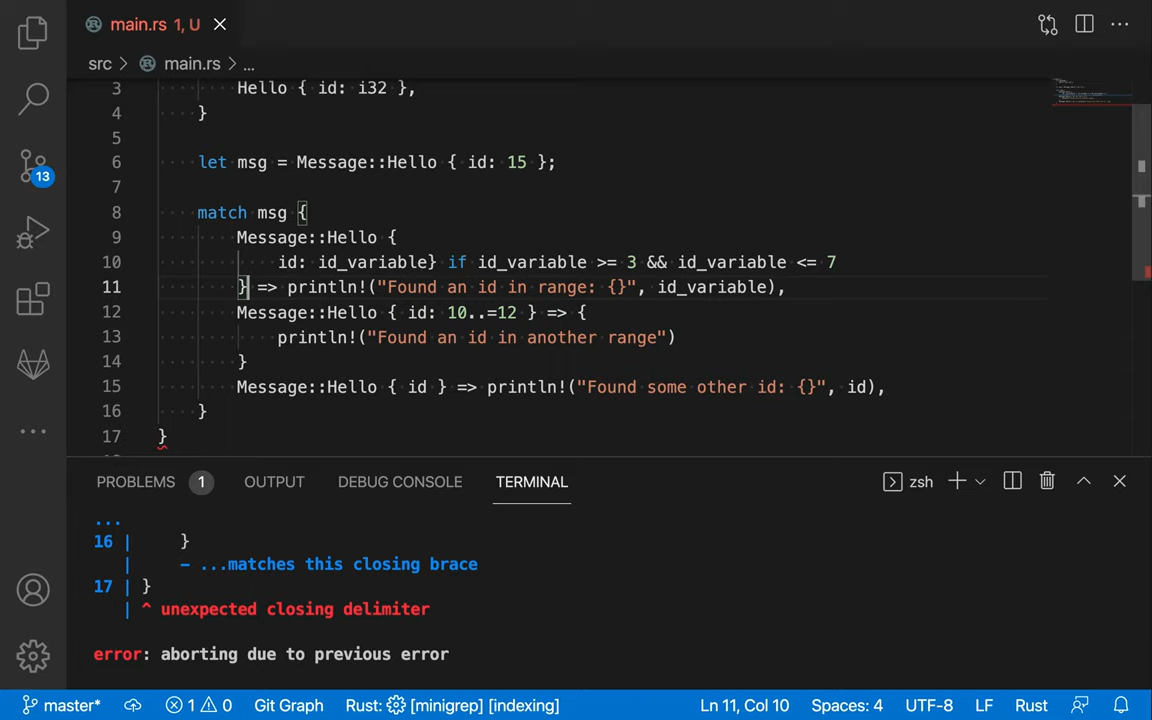 main.rs 1, U
src > main.rs > ...
3 Hello { id: i32 },
4 }
5
6 let msg = Message::Hello { id: 15 };
7
8 match msg {
9 Message::Hello {
10 id: id_variable} if id_variable >= 3 && id_variable <= 7
11 } => println!("Found an id in range: {}", id_variable),
12 Message::Hello { id: 10..=12 } => {
13 println!("Found an id in another range")
14 }
15 Message::Hello { id } => println!("Found some other id: {}", id),
16 }
17 }
13
PROBLEMS 1 OUTPUT DEBUG CONSOLE TERMINAL zsh
...
16 | }
| - ...matches this closing brace
17 | }
| ^ unexpected closing delimiter
error: aborting due to previous error
master* 1 0 Git Graph Rust: [minigrep] [indexing] Ln 11, Col 10 Spaces: 4 UTF-8 LF Rust